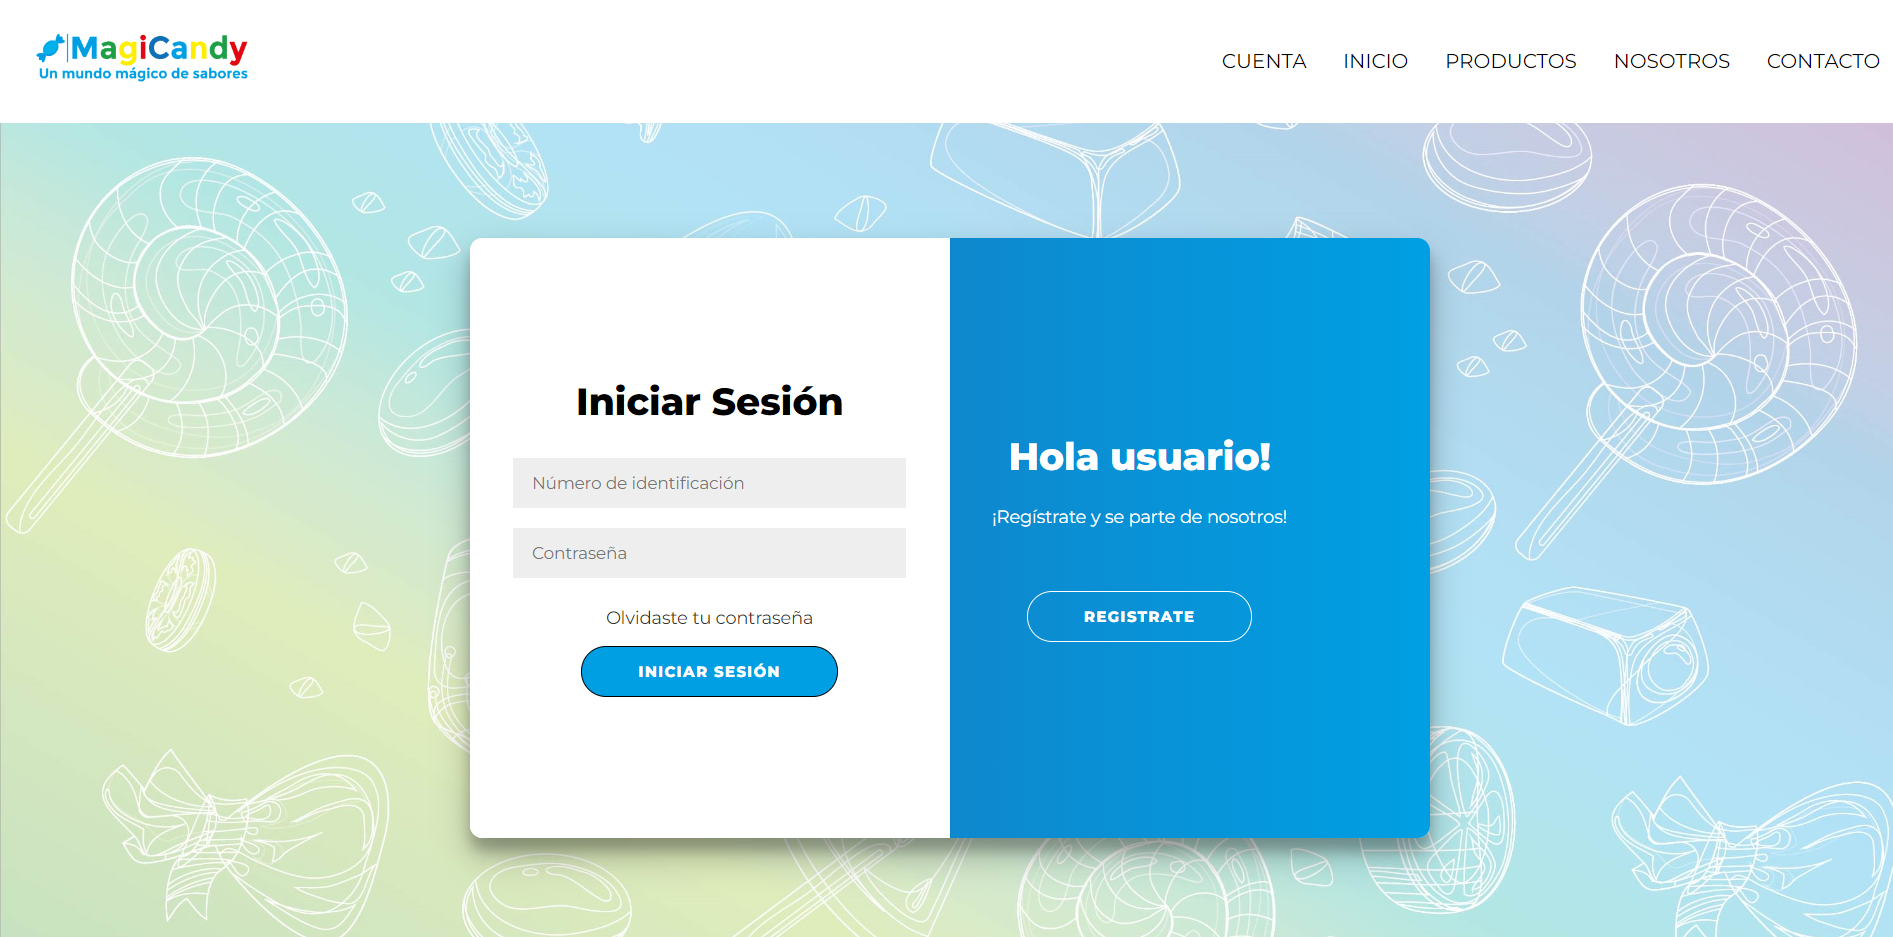 MagiCandy
Un mundo mágico de sabores
CUENTA INICIO PRODUCTOS NOSOTROS CONTACTO
Iniciar Sesión
Número de identificación
Contraseña
Olvidaste tu contraseña
INICIAR SESIÓN
Hola usuario!
¡Regístrate y se parte de nosotros!
REGISTRATE